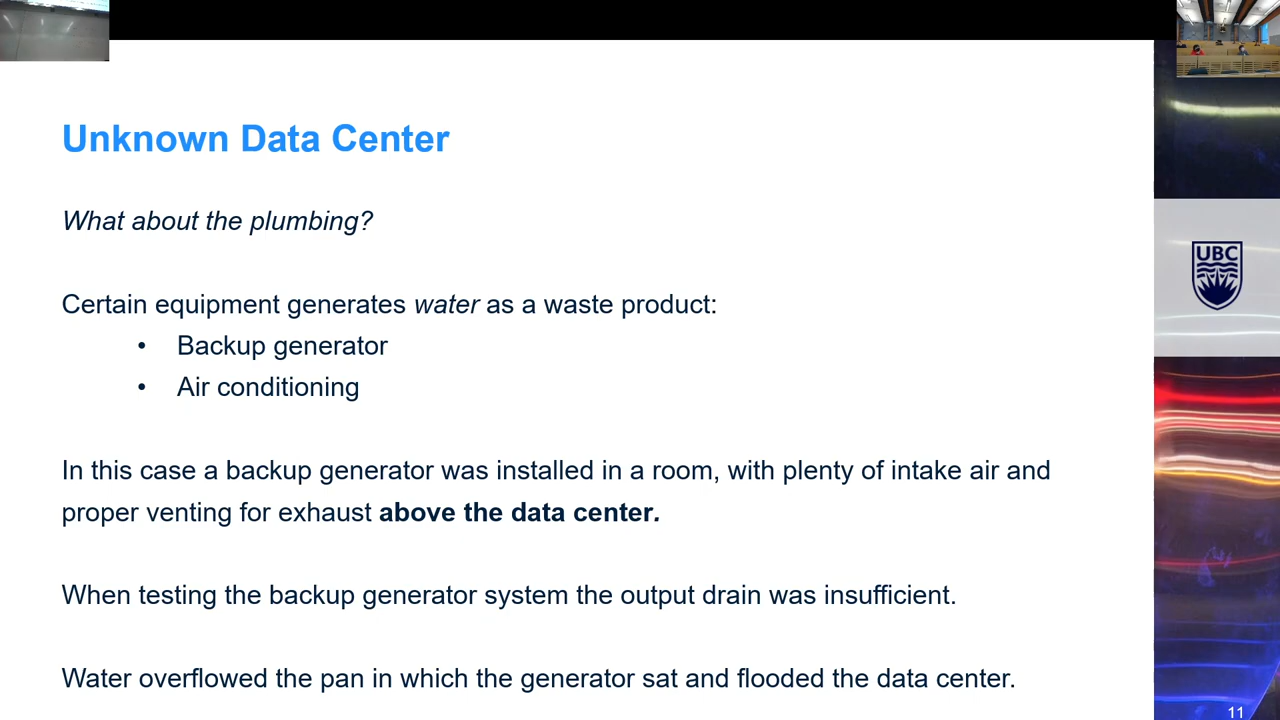 Unknown Data Center
What about the plumbing?
Certain equipment generates water as a waste product:
• Backup generator
• Air conditioning
In this case a backup generator was installed in a room, with plenty of intake air and
proper venting for exhaust above the data center.
When testing the backup generator system the output drain was insufficient.
Water overflowed the pan in which the generator sat and flooded the data center.
UBC
11